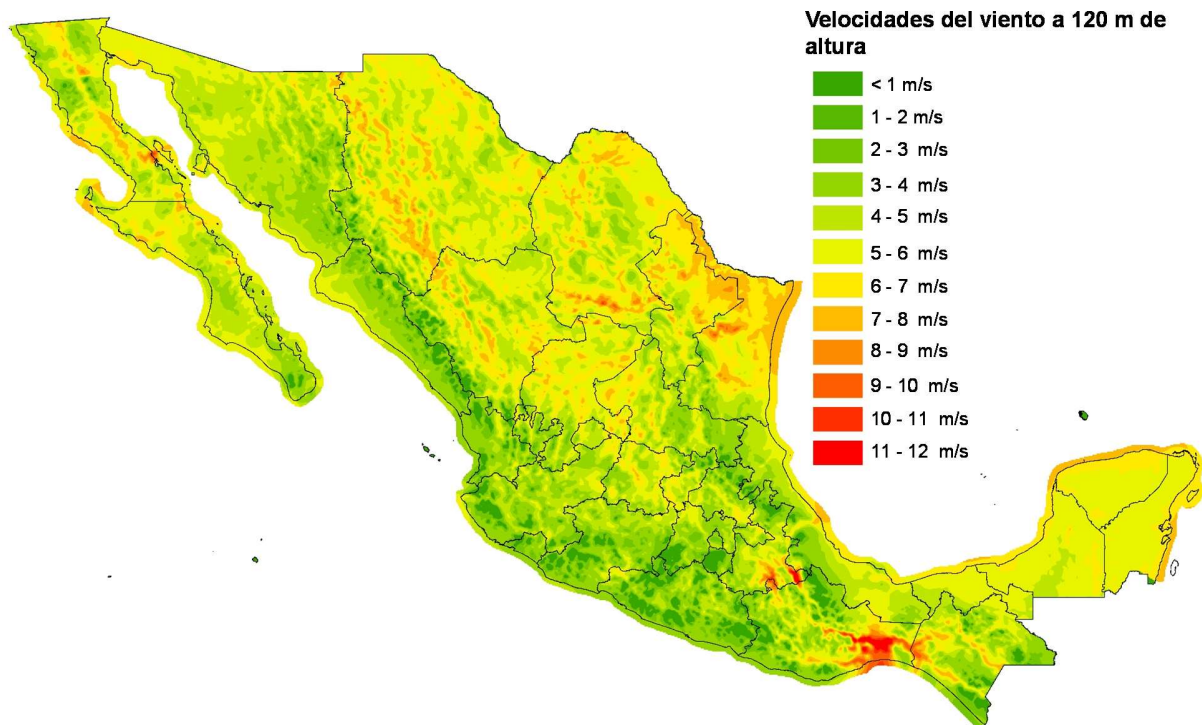 Velocidades del viento a 120 m de
altura
< 1 m/s
1 - 2 m/s
2 - 3 m/s
3 - 4 m/s
4 - 5 m/s
5 - 6 m/s
6 - 7 m/s
7 - 8 m/s
8 - 9 m/s
9 - 10 m/s
10 - 11 m/s
11 - 12 m/s